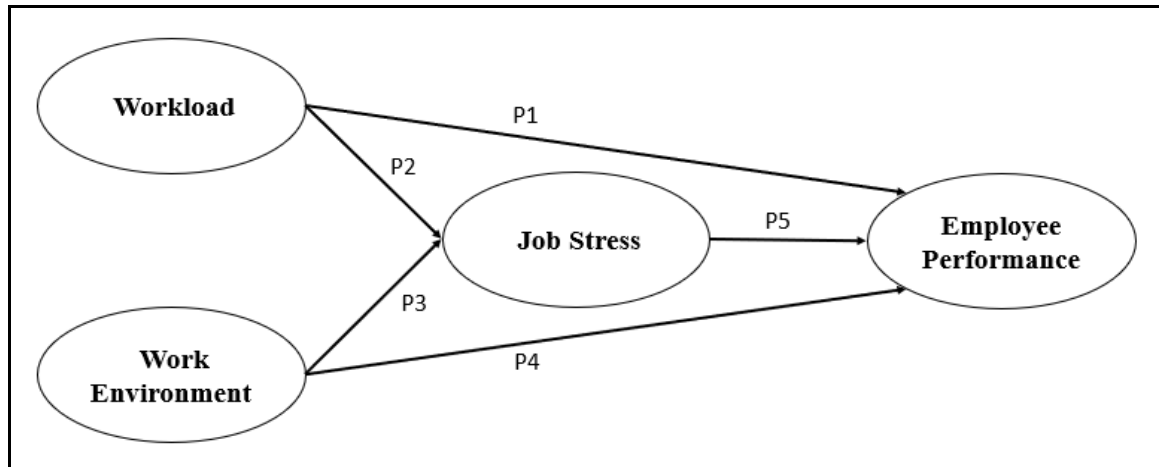 Workload
P1
P2
Job Stress
P5
Employee
Performance
P3
Work
Environment
P4